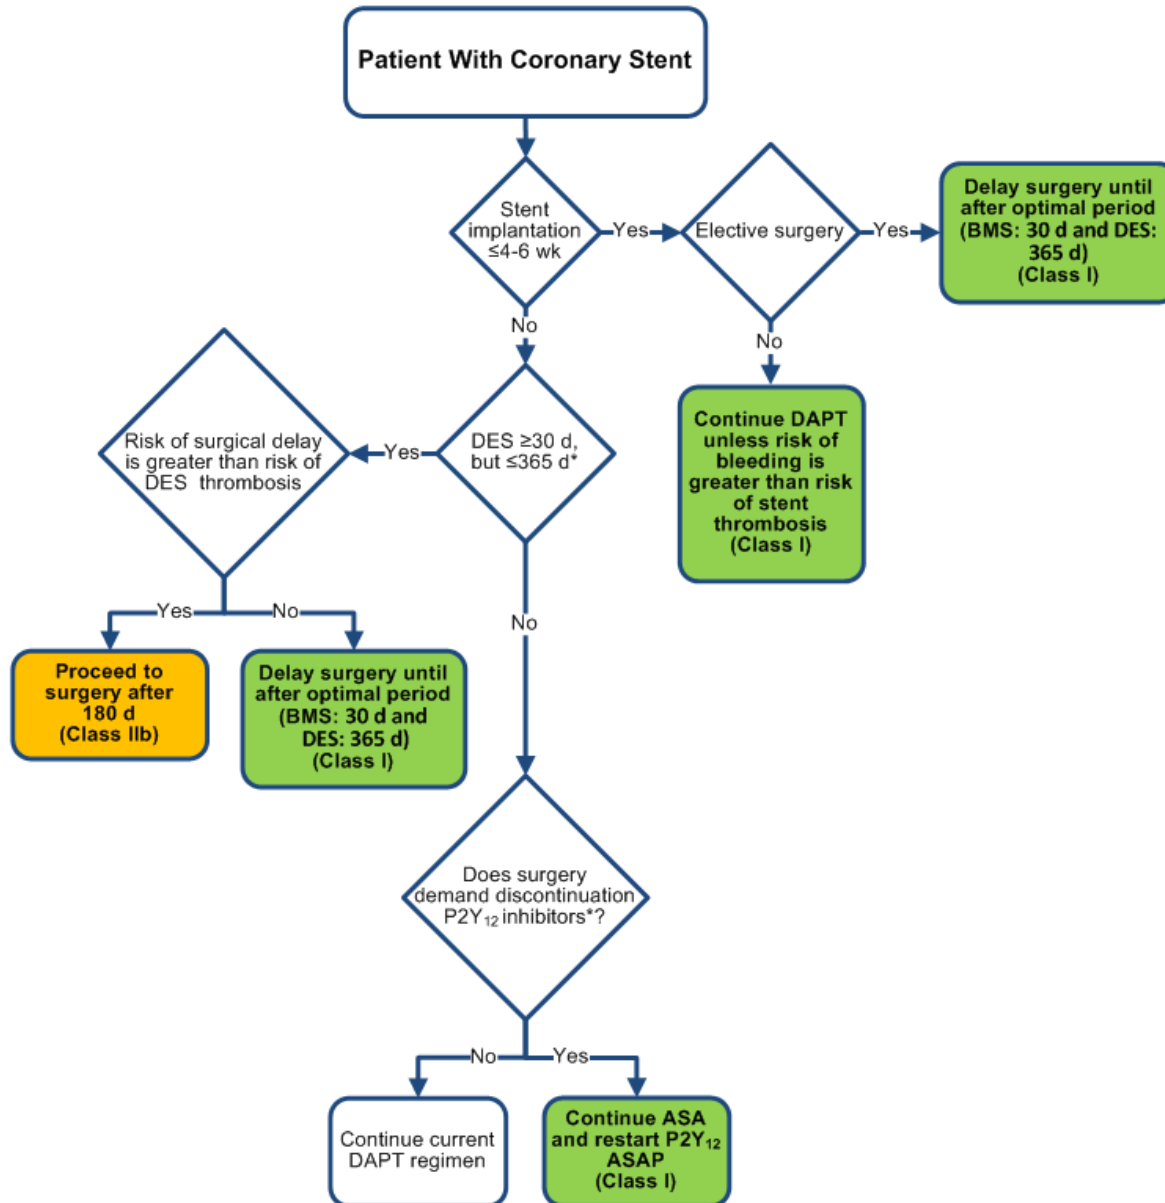 Patient With Coronary Stent
Stent
implantation
≤4-6 wk
Yes
Elective surgery
Yes
Delay surgery until
after optimal period
(BMS: 30 d and DES:
365 d)
(Class I)
No
No
Continue DAPT
unless risk of
bleeding is
greater than risk
of stent
thrombosis
(Class I)
DES ≥30 d,
but ≤365 d*
Yes
Risk of surgical delay
is greater than risk of
DES thrombosis
Yes
No
Proceed to
surgery after
180 d
(Class IIb)
Delay surgery until
after optimal period
(BMS: 30 d and
DES: 365 d)
(Class I)
No
Does surgery
demand discontinuation
P2Y₁₂ inhibitors*?
No
Yes
Continue current
DAPT regimen
Continue ASA
and restart P2Y₁₂
ASAP
(Class I)